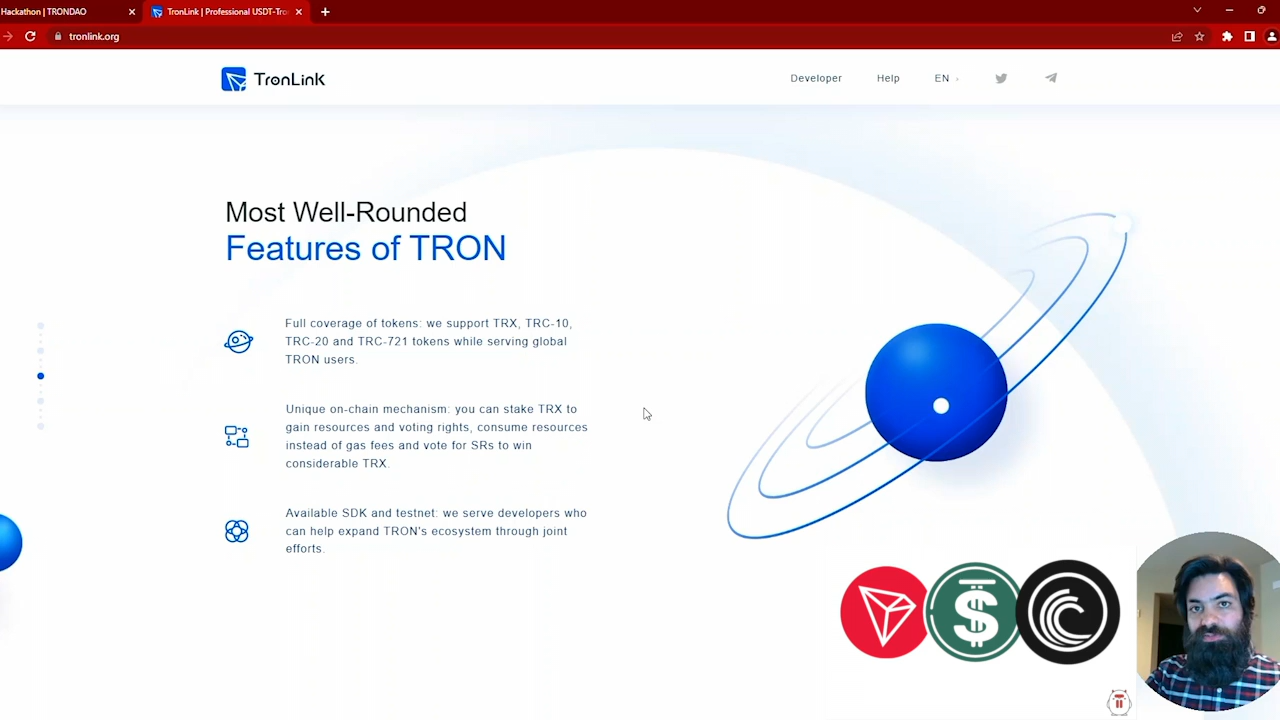 Hackathon | TRONDAO
TronLink | Professional USDT-Tro
tronlink.org
TronLink
Developer
Help
EN
Most Well-Rounded
Features of TRON
Full coverage of tokens: we support TRX, TRC-10,
TRC-20 and TRC-721 tokens while serving global
TRON users.
Unique on-chain mechanism: you can stake TRX to
gain resources and voting rights, consume resources
instead of gas fees and vote for SRs to win
considerable TRX.
Available SDK and testnet: we serve developers who
can help expand TRON's ecosystem through joint
efforts.